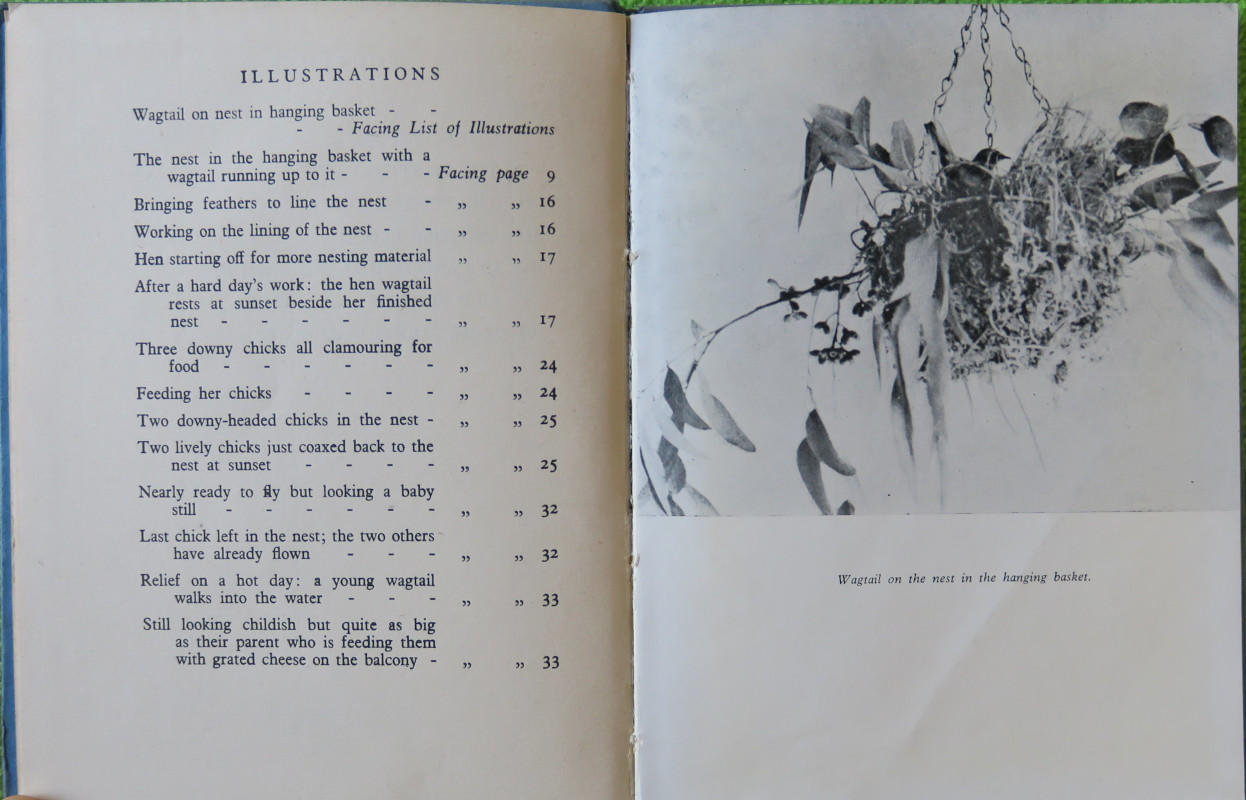 ILLUSTRATIONS
Wagtail on nest in hanging basket - -
- - Facing List of Illustrations
The nest in the hanging basket with a
wagtail running up to it - - - Facing page 9
Bringing feathers to line the nest - „ „ 16
Working on the lining of the nest - - „ „ 16
Hen starting off for more nesting material „ „ 17
After a hard day's work: the hen wagtail
rests at sunset beside her finished
nest - - - - - - „ „ 17
Three downy chicks all clamouring for
food - - - - - - „ „ 24
Feeding her chicks - - - - „ „ 24
Two downy-headed chicks in the nest - „ „ 25
Two lively chicks just coaxed back to the
nest at sunset - - - - „ „ 25
Nearly ready to fly but looking a baby
still - - - - - - „ „ 32
Last chick left in the nest; the two others
have already flown - - - „ „ 32
Relief on a hot day: a young wagtail
walks into the water - - - „ „ 33
Still looking childish but quite as big
as their parent who is feeding them
with grated cheese on the balcony - „ „ 33
Wagtail on the nest in the hanging basket.